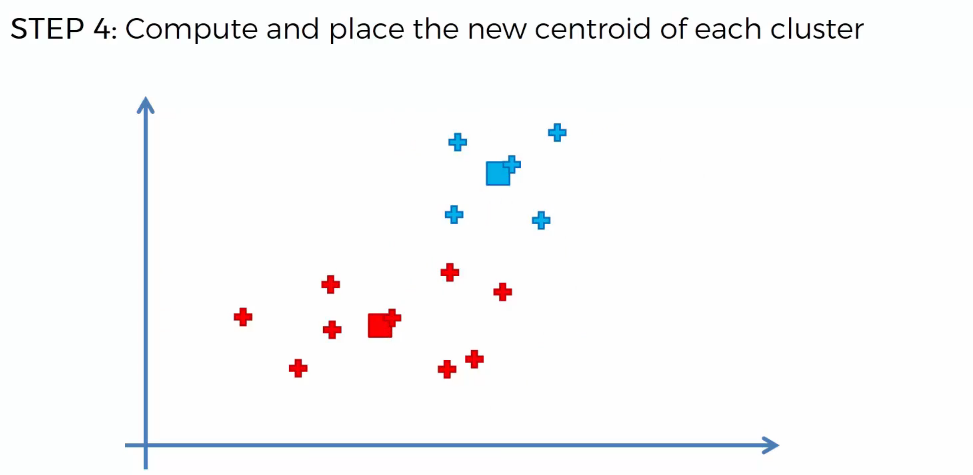 STEP 4: Compute and place the new centroid of each cluster